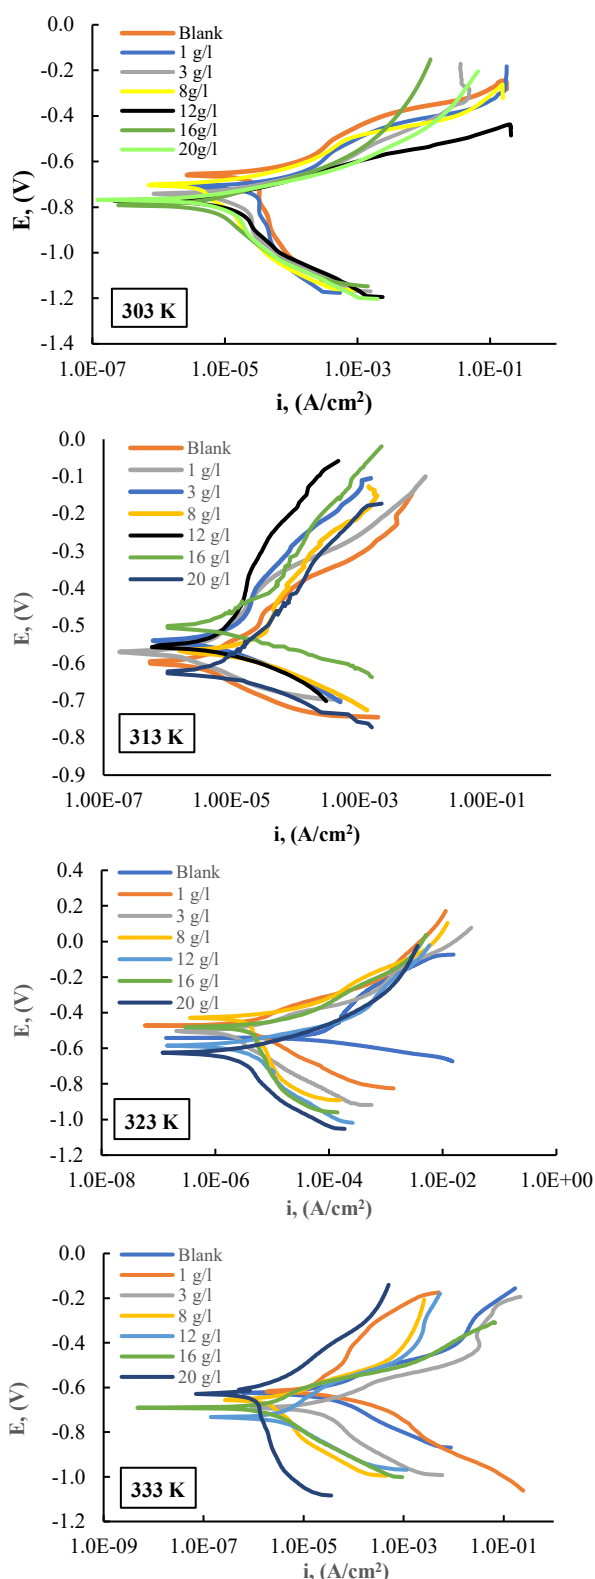 0.0
-0.2
-0.4
-0.6
-0.8
-1.0
-1.2
-1.4
E, (V)
Blank
1 g/l
3 g/l
8g/l
12g/l
16g/l
20g/l
303 K
1.0E-07 1.0E-05 1.0E-03 1.0E-01
i, (A/cm²)
0.0
-0.1
-0.2
-0.3
-0.4
-0.5
-0.6
-0.7
-0.8
-0.9
E, (V)
Blank
1 g/l
3 g/l
8 g/l
12 g/l
16 g/l
20 g/l
313 K
1.00E-07 1.00E-05 1.00E-03 1.00E-01
i, (A/cm²)
0.4
0.2
0.0
-0.2
-0.4
-0.6
-0.8
-1.0
-1.2
E, (V)
Blank
1 g/l
3 g/l
8 g/l
12 g/l
16 g/l
20 g/l
323 K
1.0E-08 1.0E-06 1.0E-04 1.0E-02 1.0E+00
i, (A/cm²)
0.0
-0.2
-0.4
-0.6
-0.8
-1.0
-1.2
E, (V)
Blank
1 g/l
3 g/l
8 g/l
12 g/l
16 g/l
20 g/l
333 K
1.0E-09 1.0E-07 1.0E-05 1.0E-03 1.0E-01
i, (A/cm²)